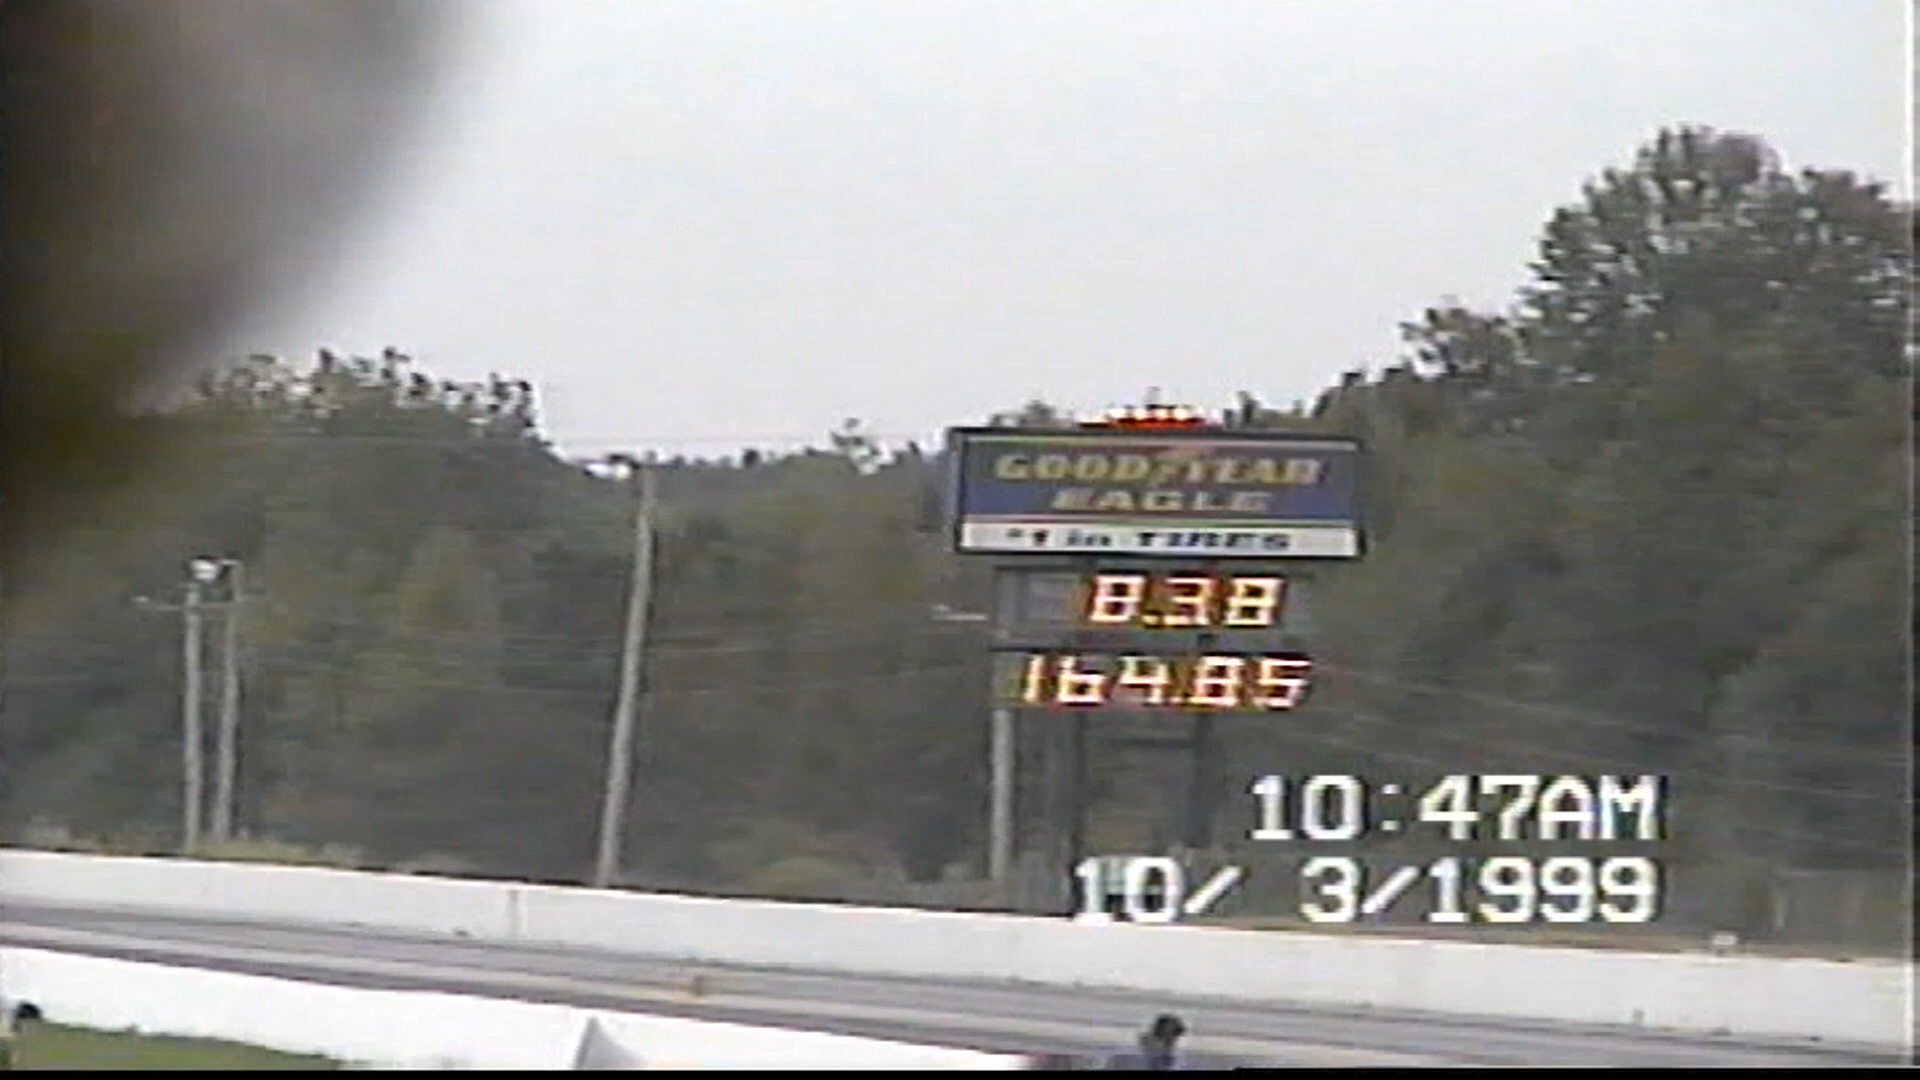 GOODYEAR
EAGLE
#1 in TIRES
8.38
164.85
10:47AM
10/ 3/1999